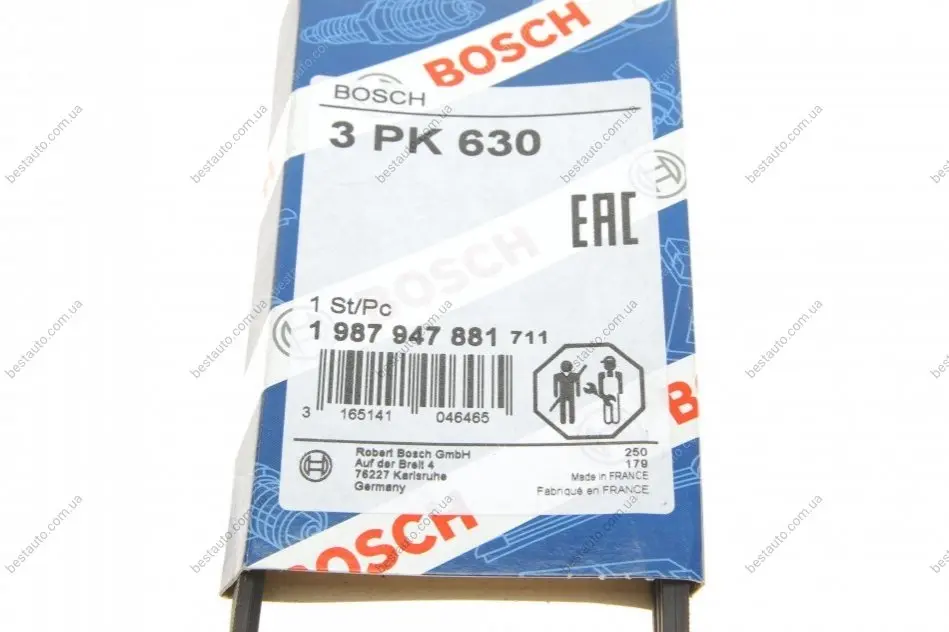 BOSCH
BOSCH
3 PK 630
EAC
BOSCH
1 St/Pc
1 987 947 881 711
3 165141 046465
B
Robert Bosch GmbH
Auf der Breit 4
76227 Karlsruhe
Germany
250
179
Made in FRANCE
Fabriqué en FRANCE
BOSCH
bestauto.com.ua